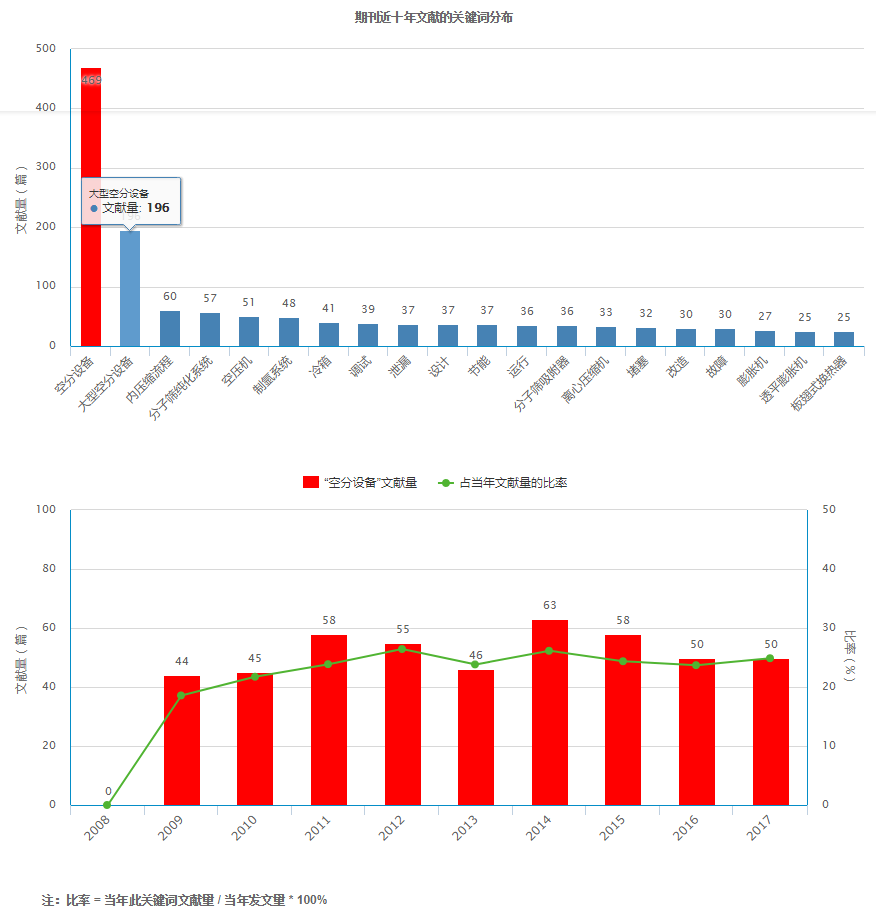 期刊近十年文献的关键词分布
500
400
300
200
100
0
文献量（篇）
469
大型空分设备
文献量: 196
60
57
51
48
41
39
37
37
37
36
36
33
32
30
30
27
25
25
空分设备
大型空分设备
内压缩流程
分子筛纯化系统
空压机
制氩系统
冷箱
调试
泄漏
设计
节能
运行
分子筛吸附器
离心压缩机
堵塞
改造
故障
膨胀机
透平膨胀机
板翅式换热器
“空分设备”文献量
占当年文献量的比率
100
80
60
40
20
0
文献量（篇）
50
40
30
20
10
0
比率（%）
0
44
45
58
55
46
63
58
50
50
2008
2009
2010
2011
2012
2013
2014
2015
2016
2017
注：比率 = 当年此关键词文献量 / 当年发文量 * 100%